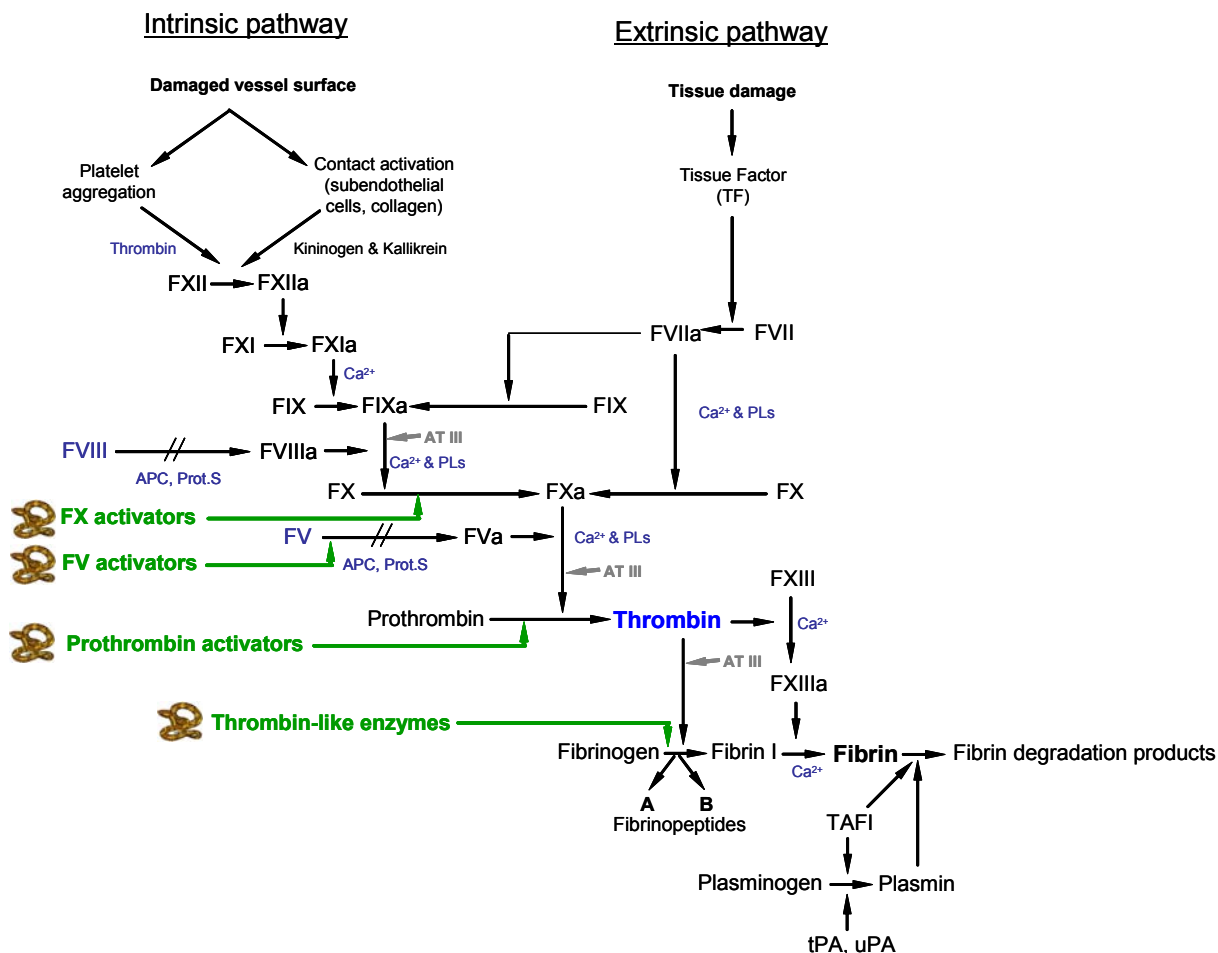 Intrinsic pathway
Extrinsic pathway
Damaged vessel surface
Tissue damage
Platelet
aggregation
Contact activation
(subendothelial
cells, collagen)
Tissue Factor
(TF)
Thrombin
Kininogen & Kallikrein
FXII
FXIIa
FVIIa
FVII
FXI
FXIa
Ca²⁺
FIX
FIXa
FIX
Ca²⁺ & PLs
AT III
FVIII
FVIIIa
Ca²⁺ & PLs
APC, Prot.S
FX
FXa
FX
FX activators
FV
FVa
Ca²⁺ & PLs
FV activators
APC, Prot.S
AT III
FXIII
Prothrombin
Thrombin
Ca²⁺
Prothrombin activators
AT III
FXIIIa
Thrombin-like enzymes
Fibrinogen
Fibrin I
Ca²⁺
Fibrin
Fibrin degradation products
A
B
Fibrinopeptides
TAFI
Plasminogen
Plasmin
tPA, uPA